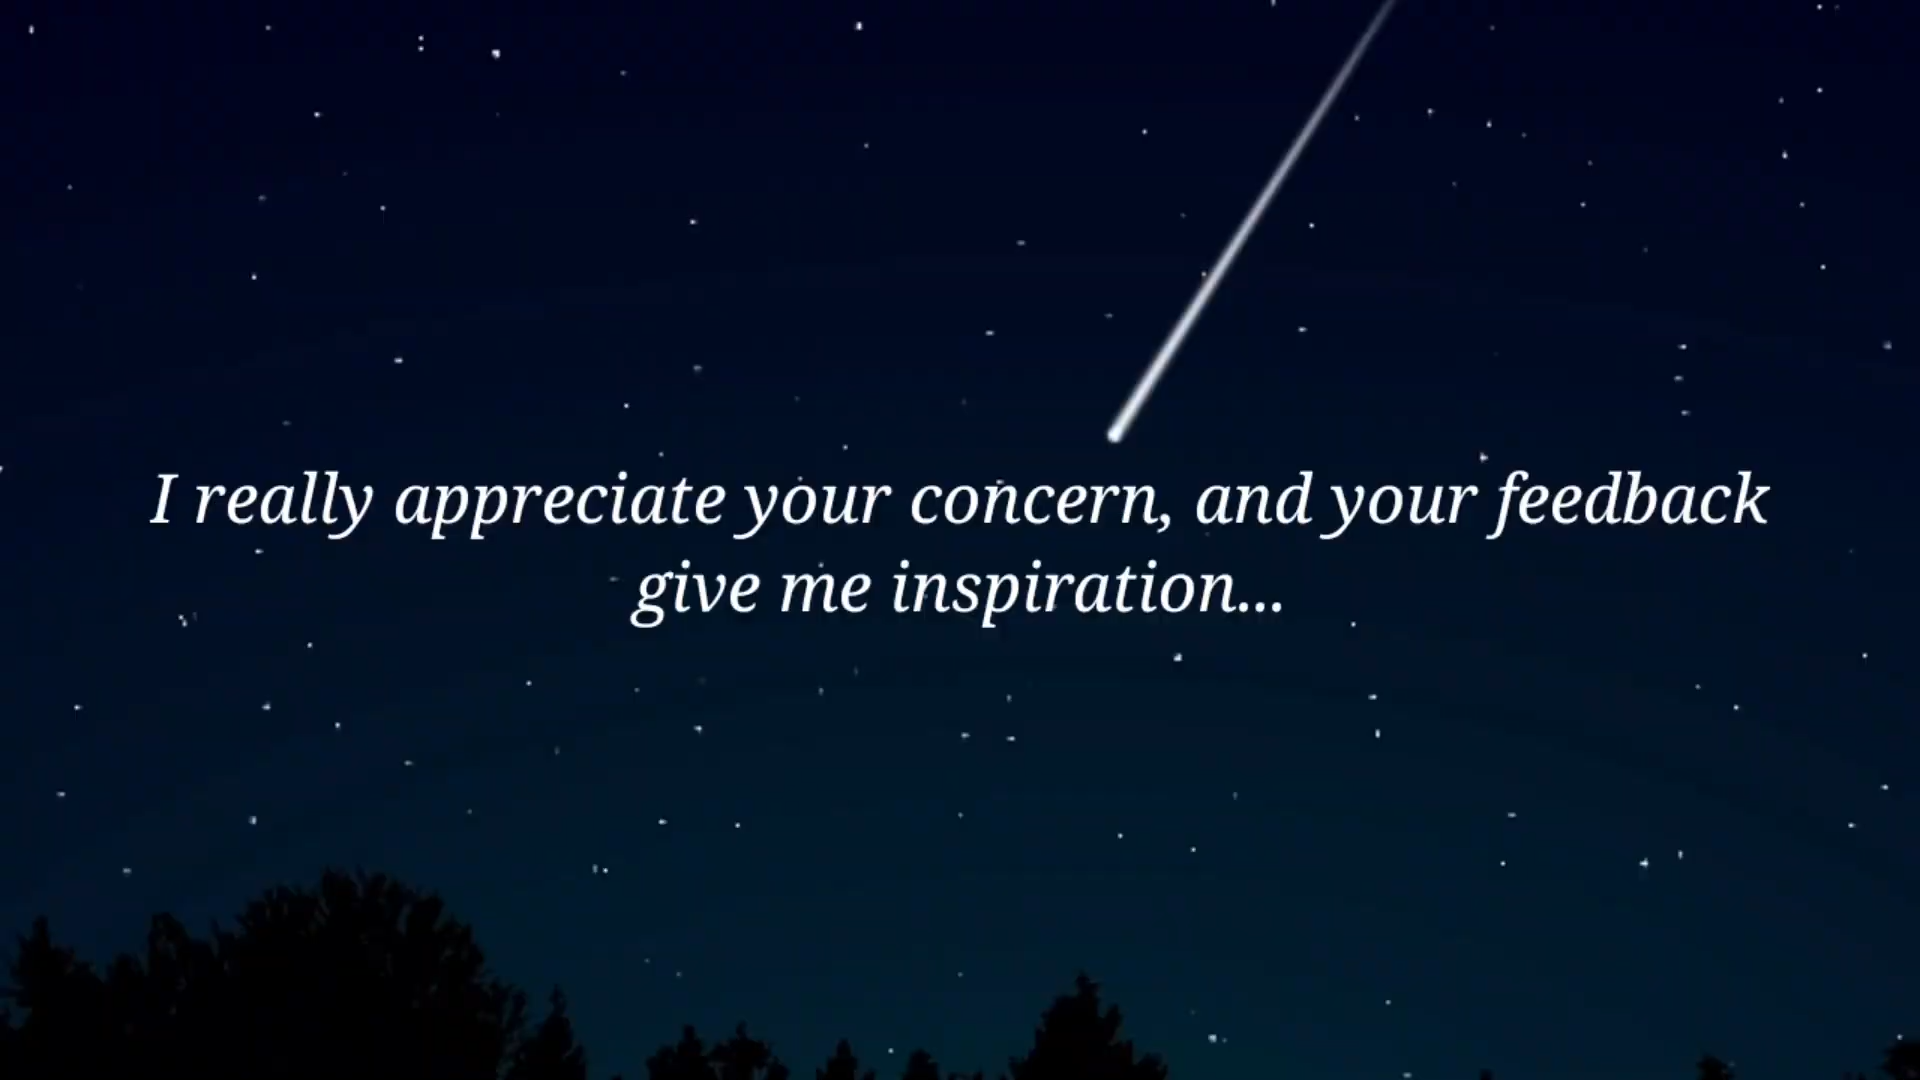 I really appreciate your concern, and your feedback
give me inspiration...